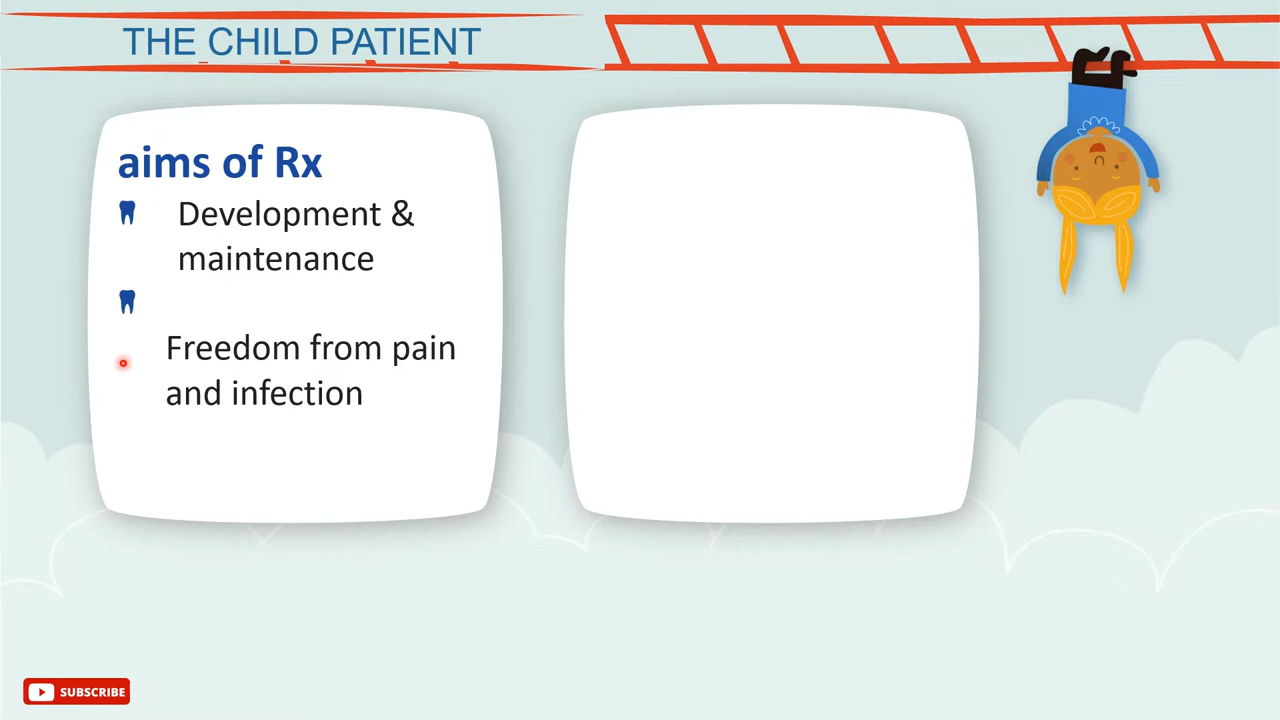 THE CHILD PATIENT
aims of Rx
Development &
maintenance
Freedom from pain
and infection
SUBSCRIBE